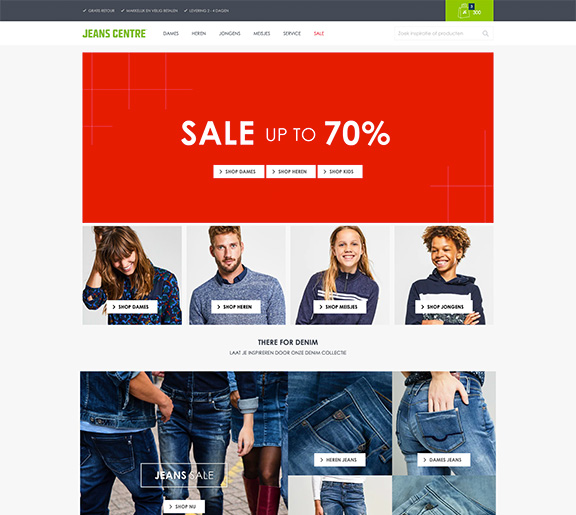 GRATIS RETOUR MAKKELIJK EN VEILIG BETALEN LEVERING 2 - 4 DAGEN
JEANS CENTRE DAMES HEREN JONGENS MEISJES SERVICE SALE Zoek inspiratie of producten
SALE UP TO 70%
SHOP DAMES SHOP HEREN SHOP KIDS
SHOP DAMES SHOP HEREN SHOP MEISJES SHOP JONGENS
THERE FOR DENIM
LAAT JE INSPIREREN DOOR ONZE DENIM COLLECTIE
HEREN JEANS DAMES JEANS
JEANS SALE
SHOP NU